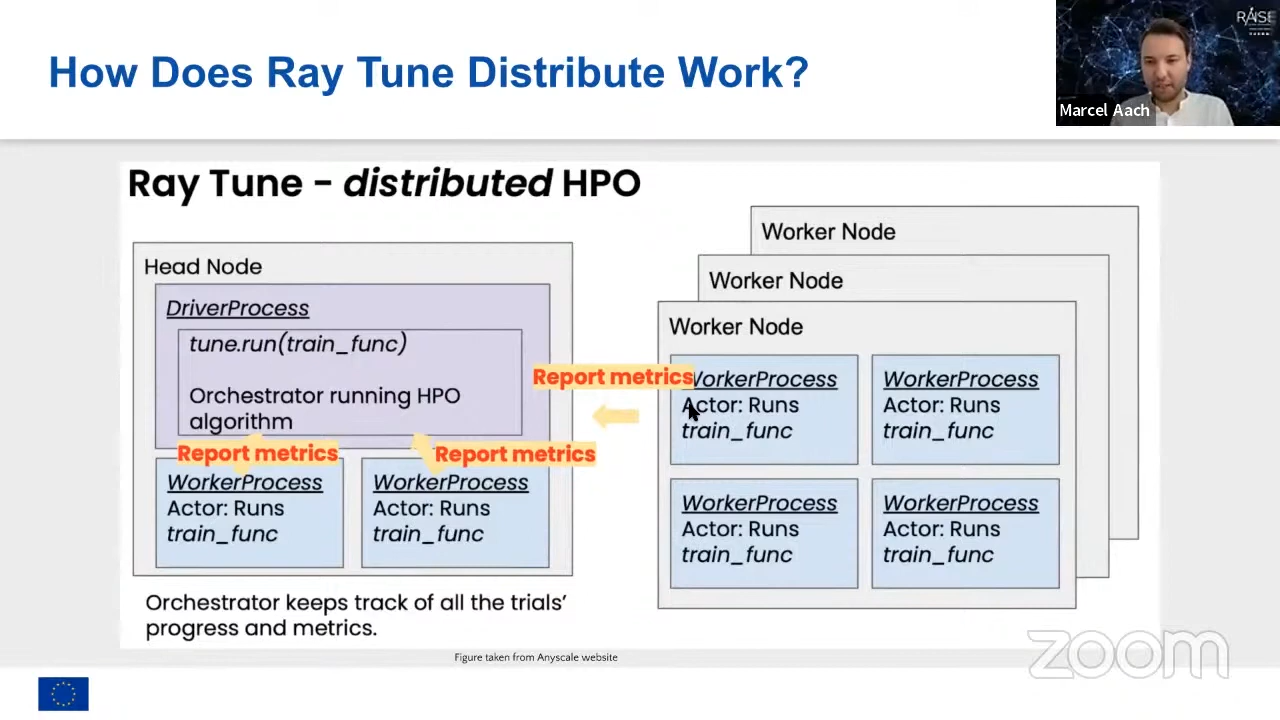 How Does Ray Tune Distribute Work?
RAISE
Marcel Aach
Ray Tune - distributed HPO
Head Node
DriverProcess
tune.run(train_func)
Orchestrator running HPO
algorithm
Report metrics
Report metrics
WorkerProcess
Actor: Runs
train_func
WorkerProcess
Actor: Runs
train_func
Orchestrator keeps track of all the trials’
progress and metrics.
Report metrics
Worker Node
Worker Node
Worker Node
WorkerProcess
Actor: Runs
train_func
WorkerProcess
Actor: Runs
train_func
WorkerProcess
Actor: Runs
train_func
WorkerProcess
Actor: Runs
train_func
Figure taken from Anyscale website
zoom